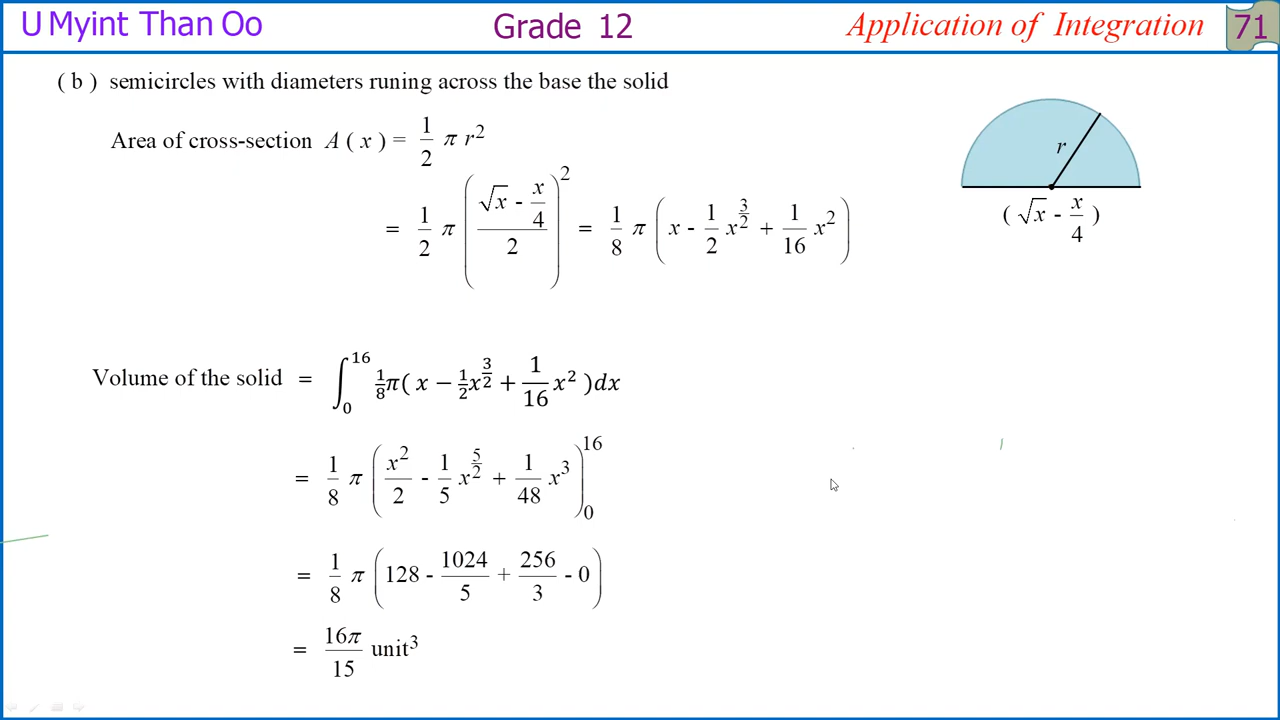 U Myint Than Oo
Grade 12
Application of Integration
71
( b ) semicircles with diameters runing across the base the solid
Area of cross-section A ( x ) = 1/2 π r²
r
= 1/2 π ( (√x - x/4) / 2 )² = 1/8 π ( x - 1/2 x^(3/2) + 1/16 x² )
( √x - x/4 )
Volume of the solid = ∫₀¹⁶ 1/8 π( x − 1/2 x^(3/2) + 1/16 x² )dx
= 1/8 π ( x²/2 - 1/5 x^(5/2) + 1/48 x³ )₀¹⁶
= 1/8 π ( 128 - 1024/5 + 256/3 - 0 )
= 16π/15 unit³